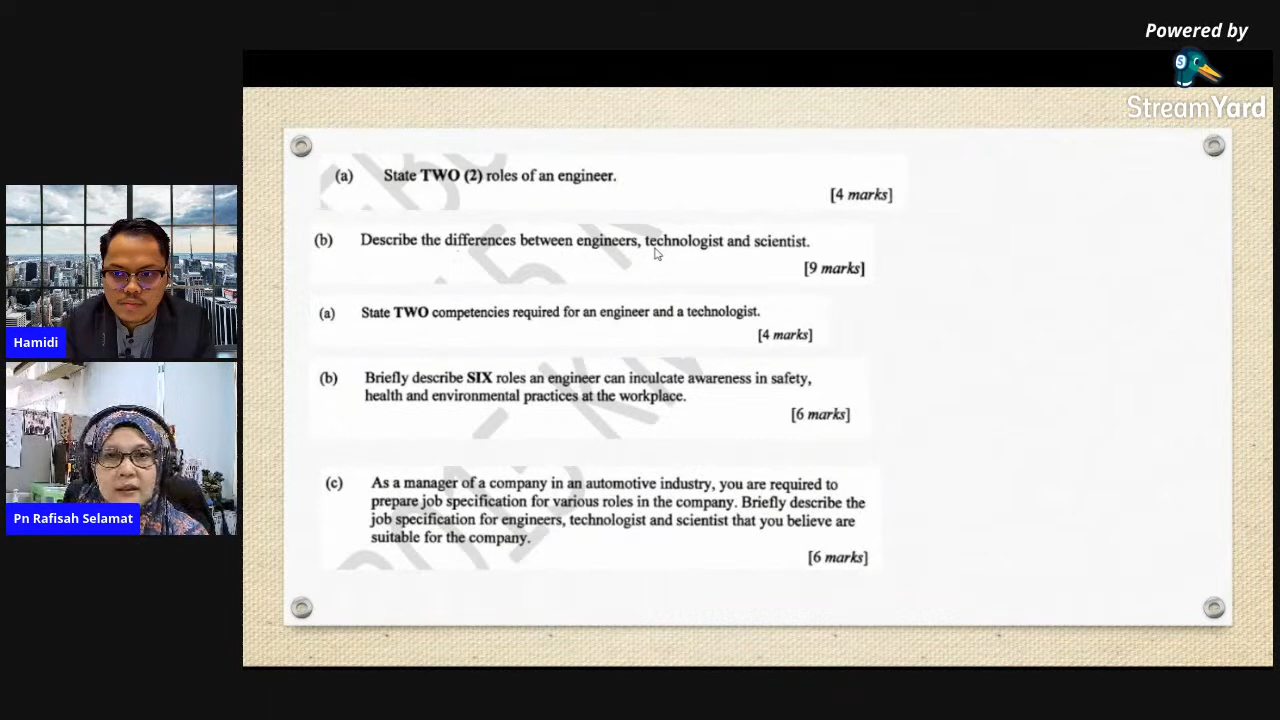 Powered by
StreamYard
(a) State TWO (2) roles of an engineer.
[4 marks]
(b) Describe the differences between engineers, technologist and scientist.
[9 marks]
(a) State TWO competencies required for an engineer and a technologist.
[4 marks]
(b) Briefly describe SIX roles an engineer can inculcate awareness in safety,
health and environmental practices at the workplace.
[6 marks]
(c) As a manager of a company in an automotive industry, you are required to
prepare job specification for various roles in the company. Briefly describe the
job specification for engineers, technologist and scientist that you believe are
suitable for the company.
[6 marks]
Hamidi
Pn Rafisah Selamat